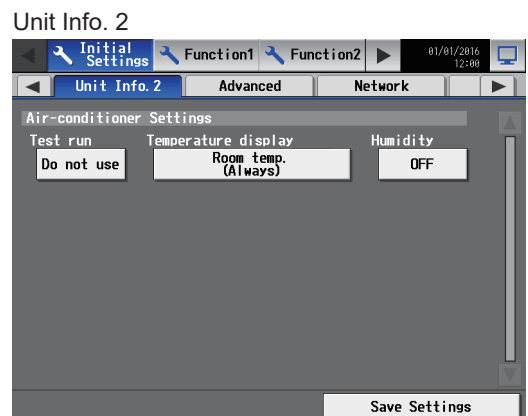 Unit Info. 2
Initial Settings Function1 Function2 01/01/2016 12:00
Unit Info.2 Advanced Network
Air-conditioner Settings
Test run Temperature display Humidity
Do not use Room temp. (Always) OFF
Save Settings